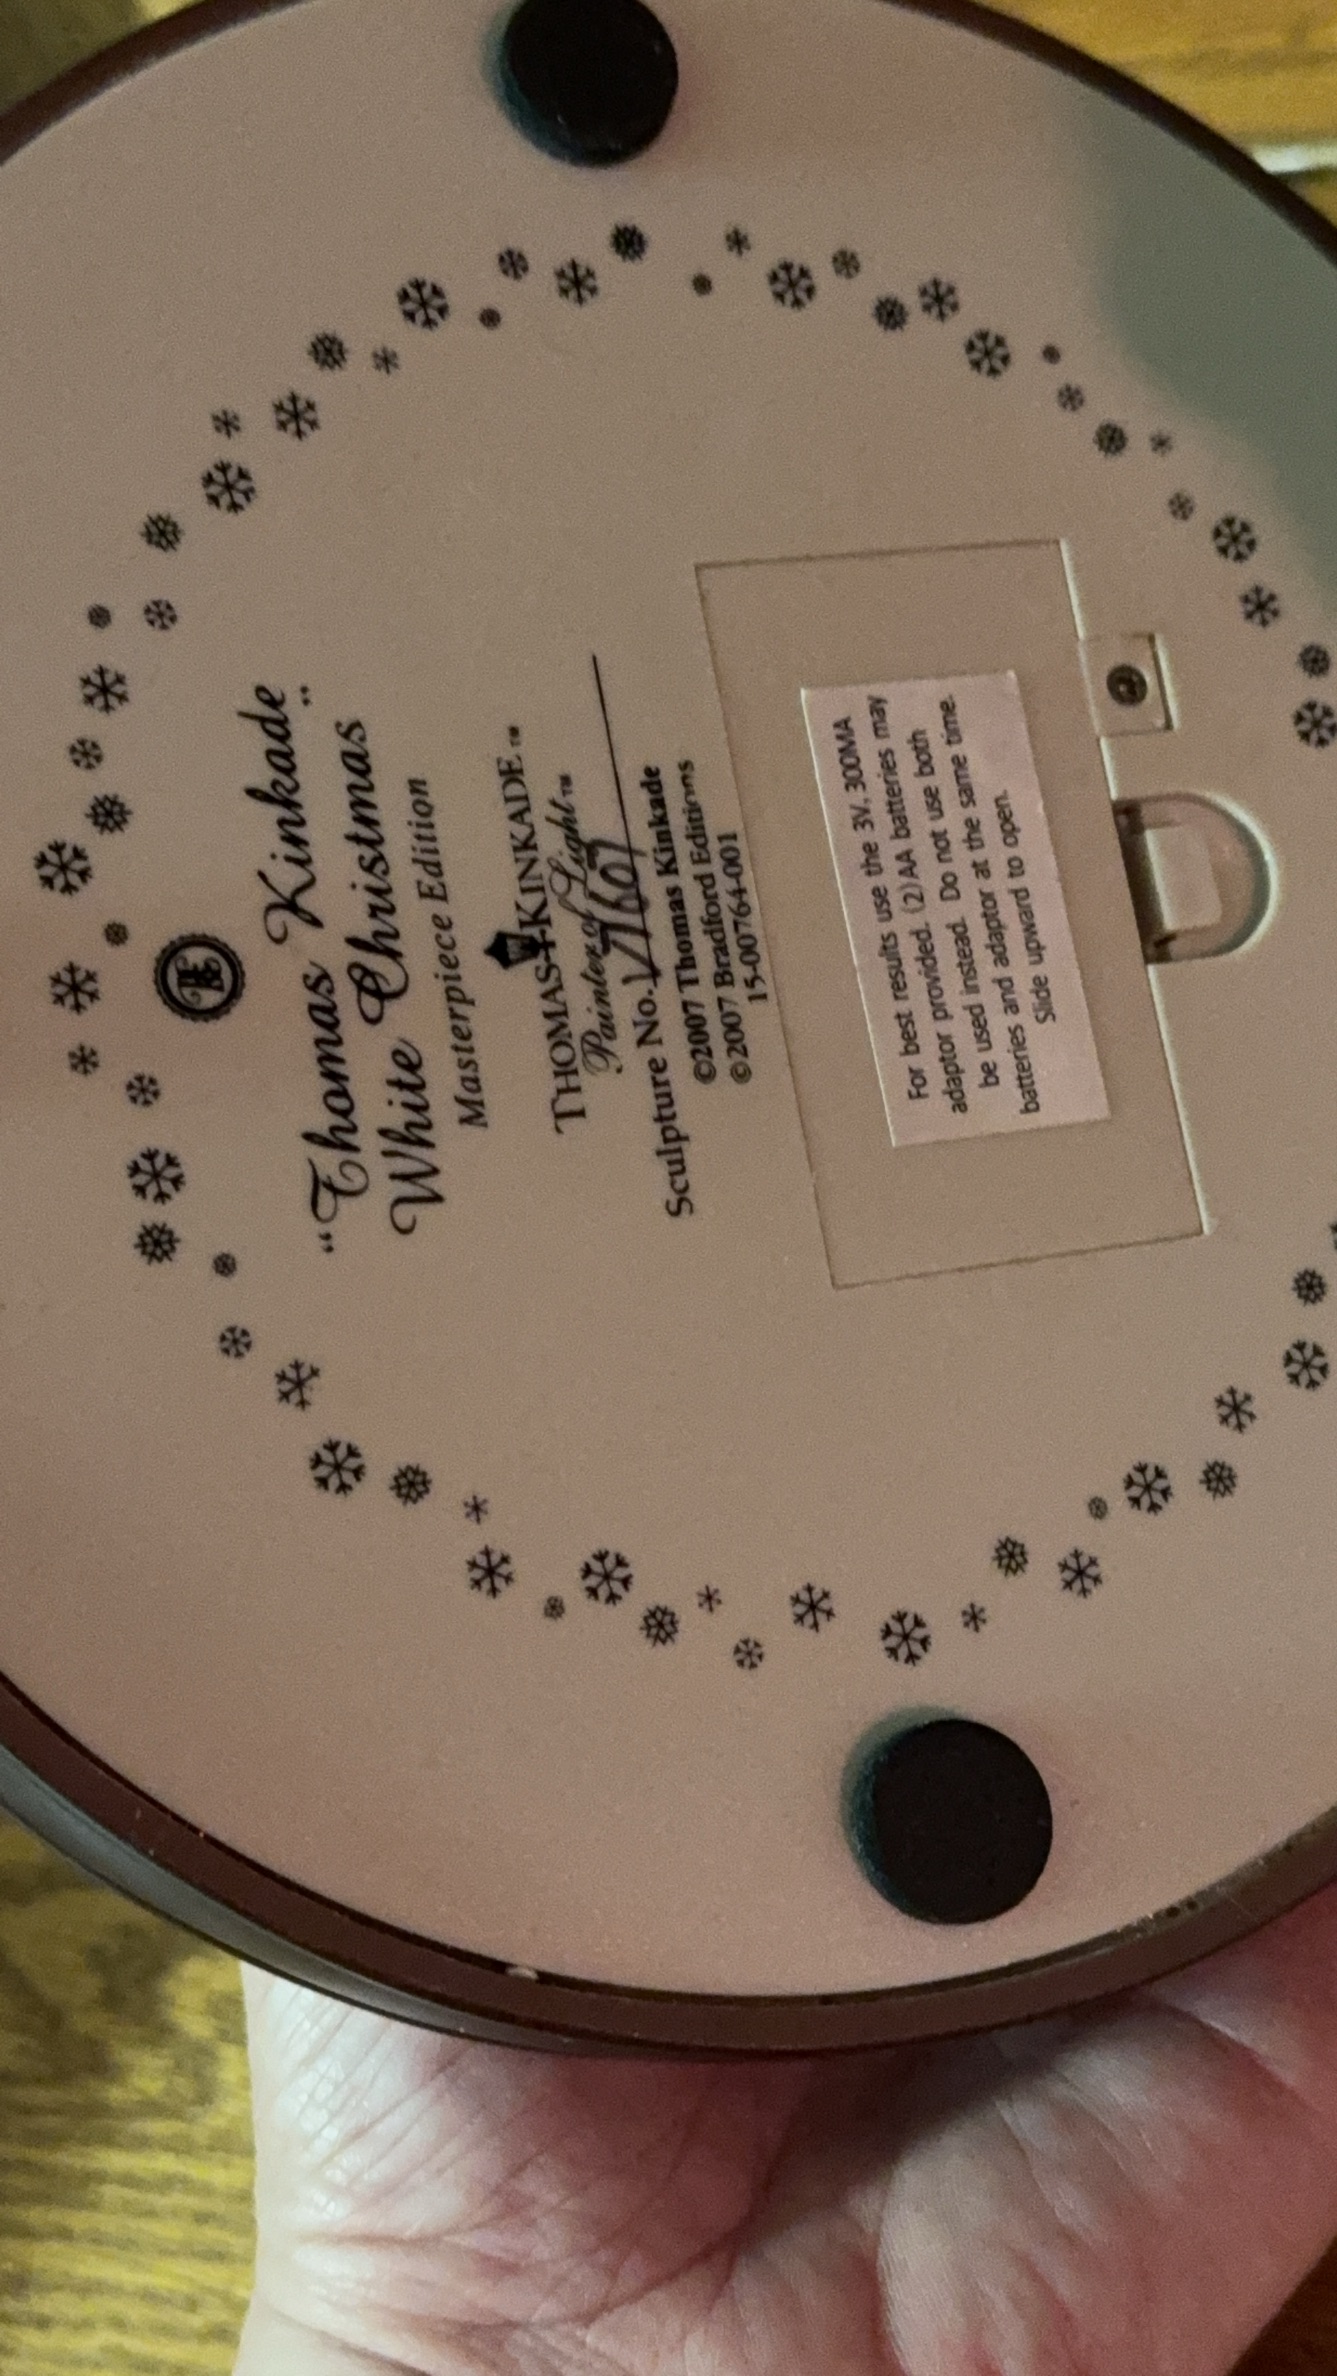 "Thomas Kinkade
White Christmas"
Masterpiece Edition
THOMAS KINKADE™
Painter of Light™
Sculpture No.
©2007 Thomas Kinkade
©2007 Bradford Editions
15-00764-001
For best results use the 3V, 300MA
adaptor provided. (2)AA batteries may
be used instead. Do not use both
batteries and adaptor at the same time.
Slide upward to open.